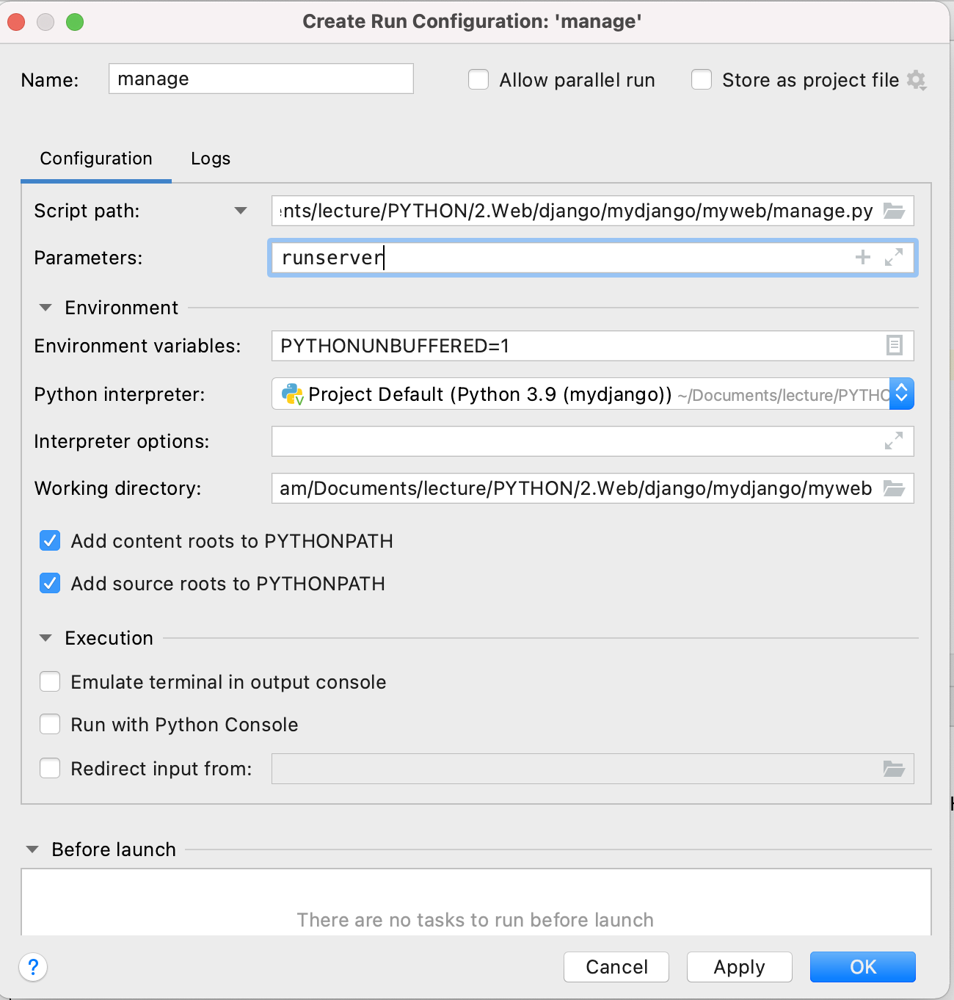 Create Run Configuration: 'manage'
Name: manage Allow parallel run Store as project file
Configuration Logs
Script path: nts/lecture/PYTHON/2.Web/django/mydjango/myweb/manage.py
Parameters: runserver
Environment
Environment variables: PYTHONUNBUFFERED=1
Python interpreter: Project Default (Python 3.9 (mydjango)) ~/Documents/lecture/PYTHO
Interpreter options:
Working directory: am/Documents/lecture/PYTHON/2.Web/django/mydjango/myweb
Add content roots to PYTHONPATH
Add source roots to PYTHONPATH
Execution
Emulate terminal in output console
Run with Python Console
Redirect input from:
Before launch
There are no tasks to run before launch
? Cancel Apply OK